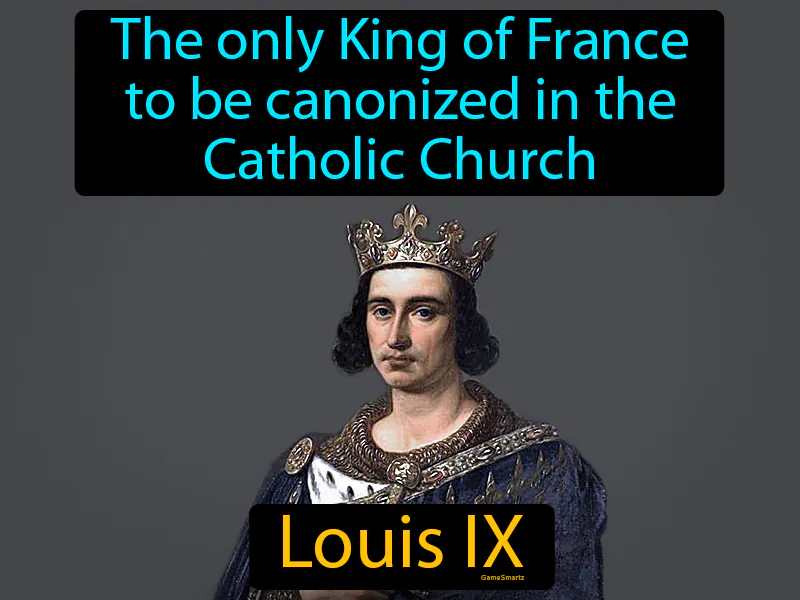 The only King of France
to be canonized in the
Catholic Church
Louis IX
GameSmartz